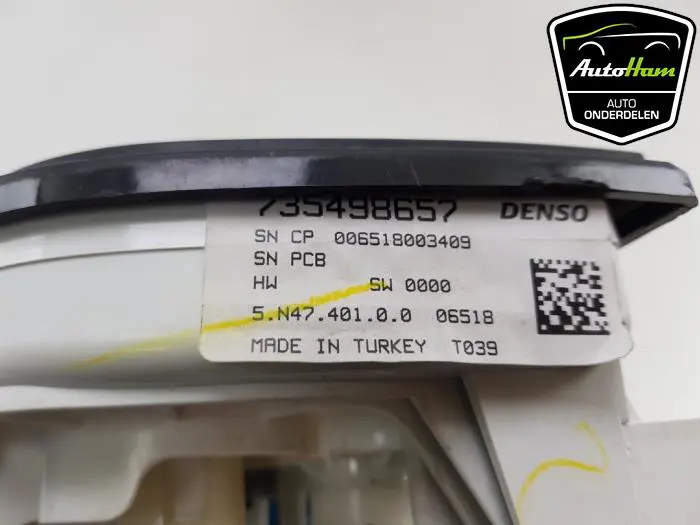 AutoHam
AUTO
ONDERDELEN
735498657 DENSO
SN CP 006518003409
SN PCB
HW SW 0000
5.N47.401.0.0 06518
MADE IN TURKEY T039